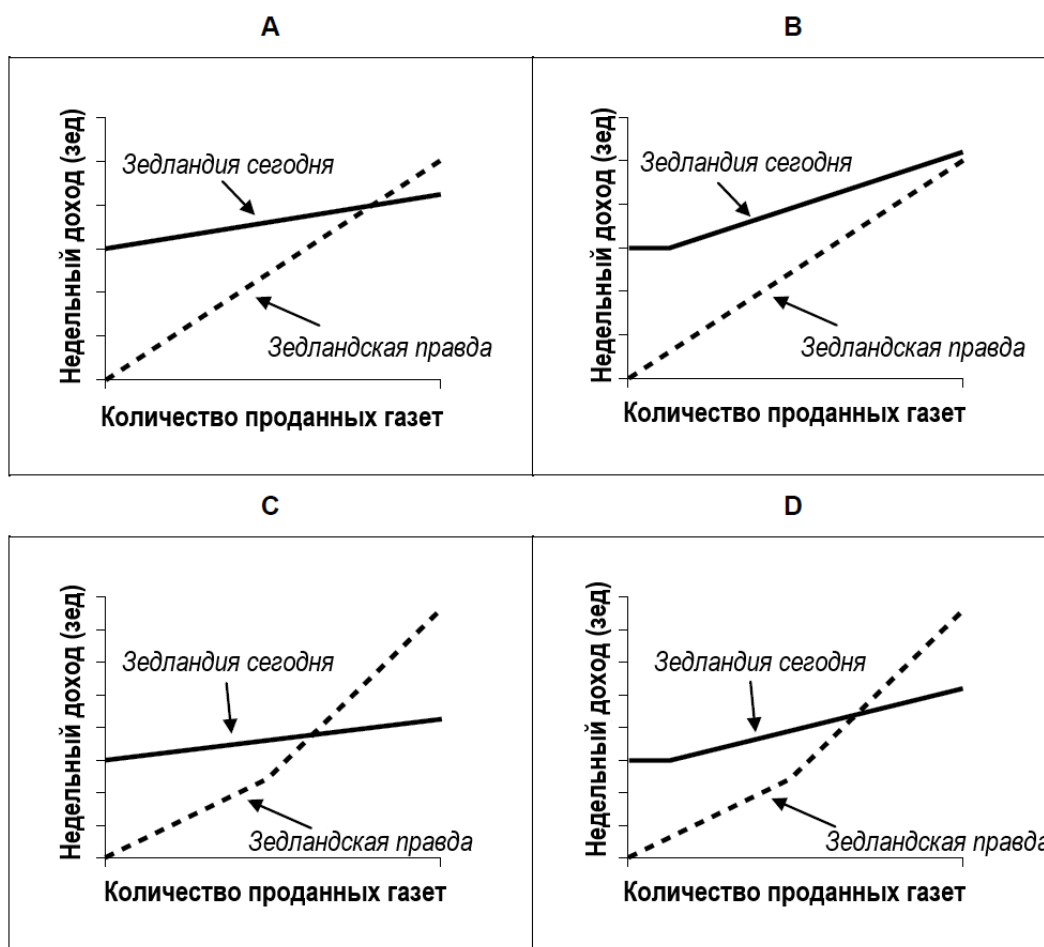 A
B
Недельный доход (зед)
Зедландия сегодня
Зедландская правда
Количество проданных газет
Недельный доход (зед)
Зедландия сегодня
Зедландская правда
Количество проданных газет
C
D
Недельный доход (зед)
Зедландия сегодня
Зедландская правда
Количество проданных газет
Недельный доход (зед)
Зедландия сегодня
Зедландская правда
Количество проданных газет